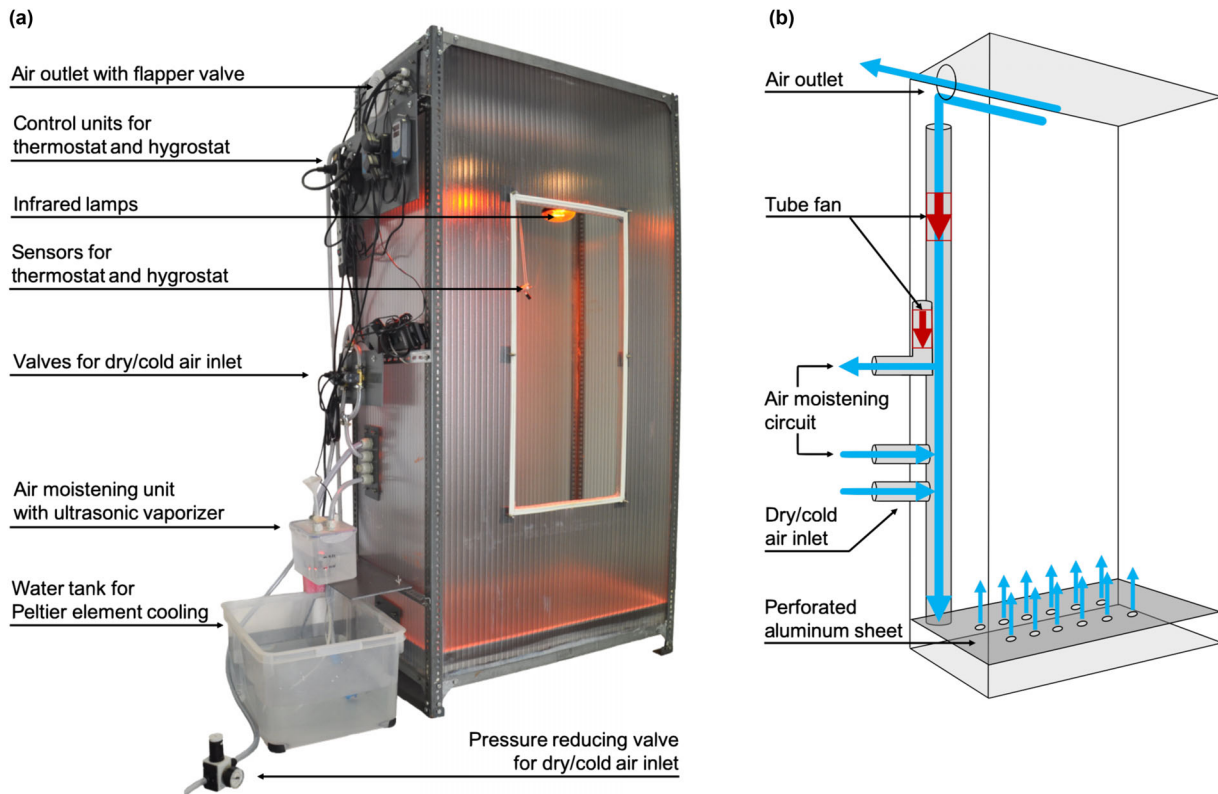 (a)
Air outlet with flapper valve
Control units for
thermostat and hygrostat
Infrared lamps
Sensors for
thermostat and hygrostat
Valves for dry/cold air inlet
Air moistening unit
with ultrasonic vaporizer
Water tank for
Peltier element cooling
Pressure reducing valve
for dry/cold air inlet
(b)
Air outlet
Tube fan
Air moistening
circuit
Dry/cold
air inlet
Perforated
aluminum sheet